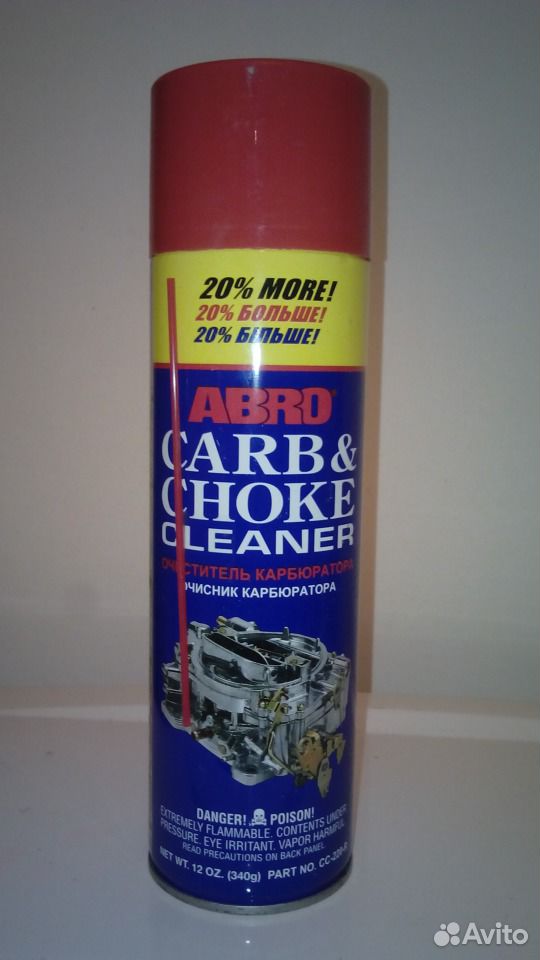 20% MORE!
20% БОЛЬШЕ!
20% БІЛЬШЕ!
ABRO
CARB &
CHOKE
CLEANER
ОЧИСТИТЕЛЬ КАРБЮРАТОРА
ОЧИСНИК КАРБЮРАТОРА
DANGER! POISON!
EXTREMELY FLAMMABLE. CONTENTS UNDER
PRESSURE. EYE IRRITANT. VAPOR HARMFUL.
READ PRECAUTIONS ON BACK PANEL
NET WT. 12 OZ. (340g) PART NO.
Avito